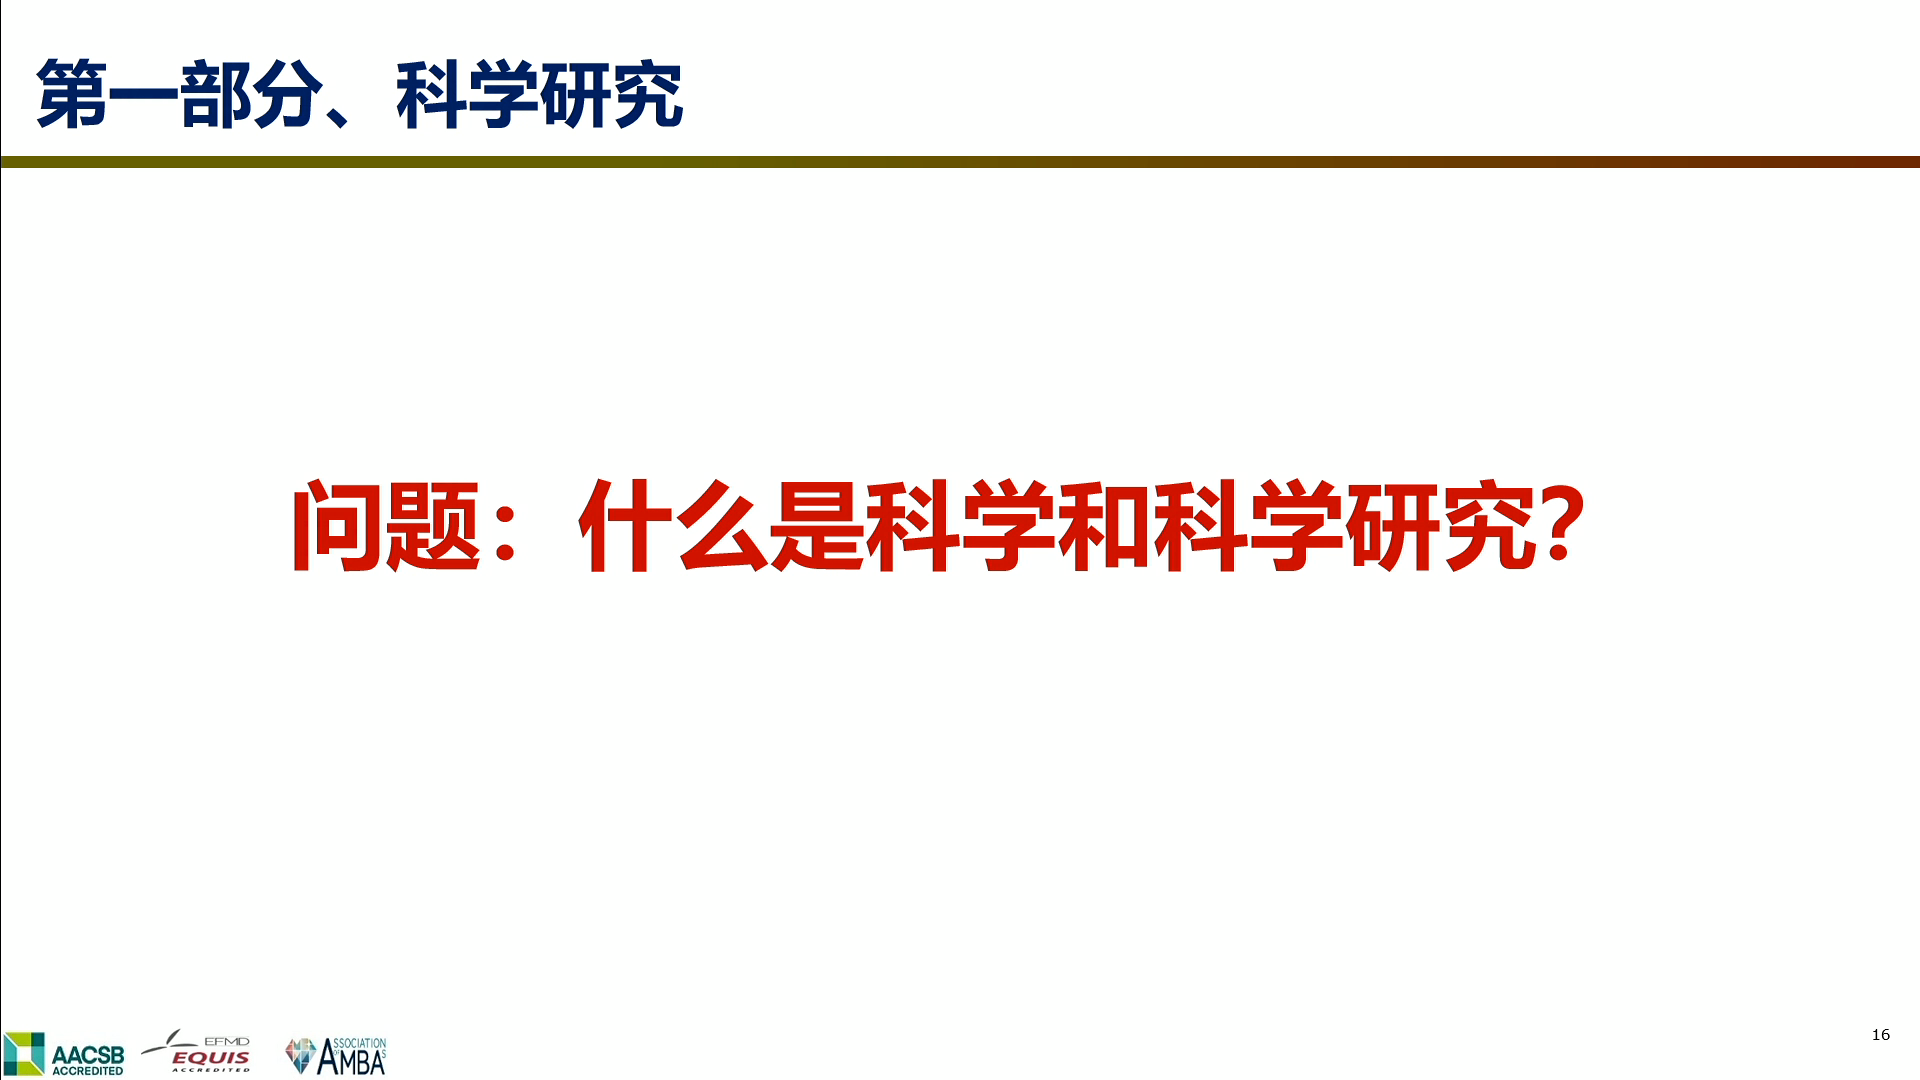 第一部分、科学研究
问题：什么是科学和科学研究？
AACSB
ACCREDITED
EFMD
EQUIS
ACCREDITED
ASSOCIATION
OF
AMBAS
16